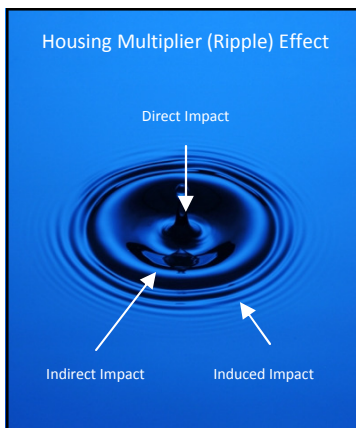 Housing Multiplier (Ripple) Effect
Direct Impact
Indirect Impact
Induced Impact